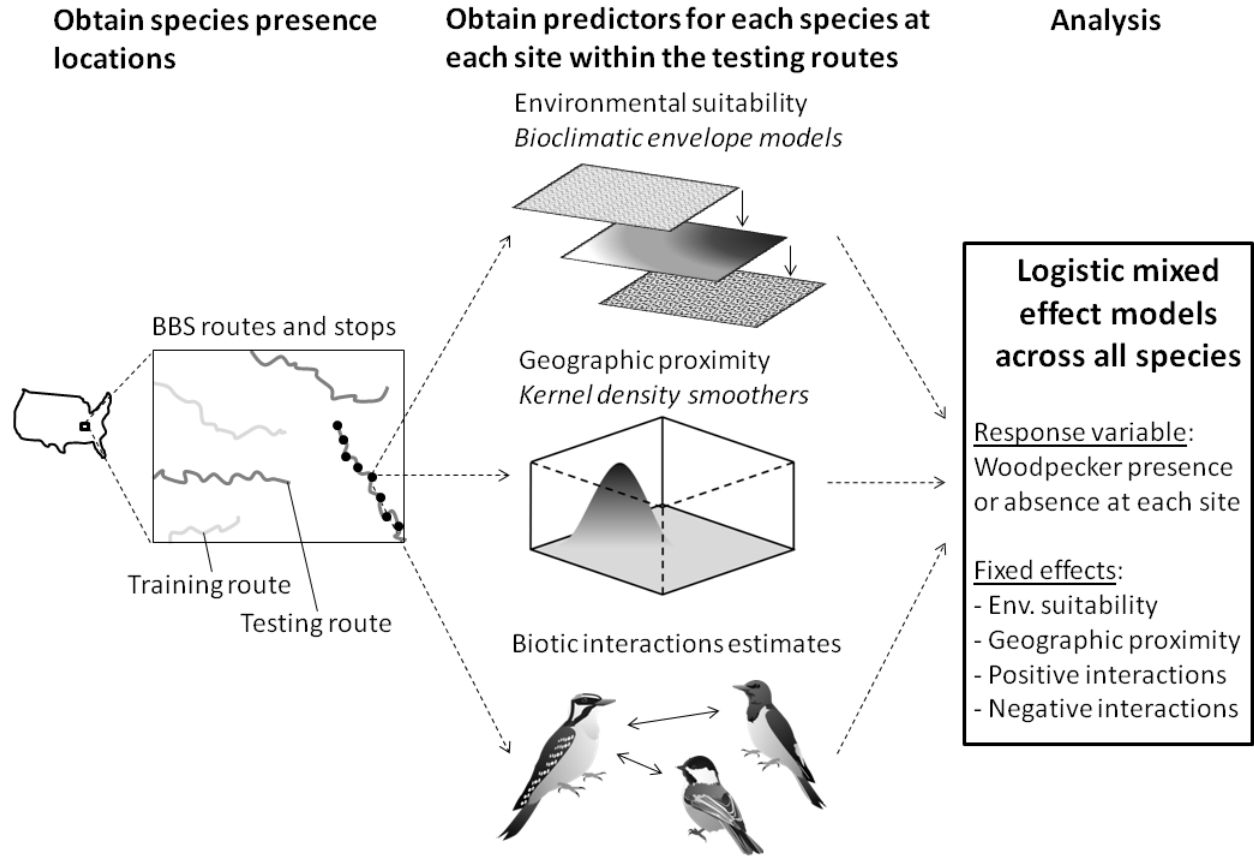 Obtain species presence
locations
Obtain predictors for each species at
each site within the testing routes
Analysis
Environmental suitability
Bioclimatic envelope models
BBS routes and stops
Geographic proximity
Kernel density smoothers
Training route
Testing route
Biotic interactions estimates
Logistic mixed
effect models
across all species
Response variable:
Woodpecker presence
or absence at each site
Fixed effects:
- Env. suitability
- Geographic proximity
- Positive interactions
- Negative interactions